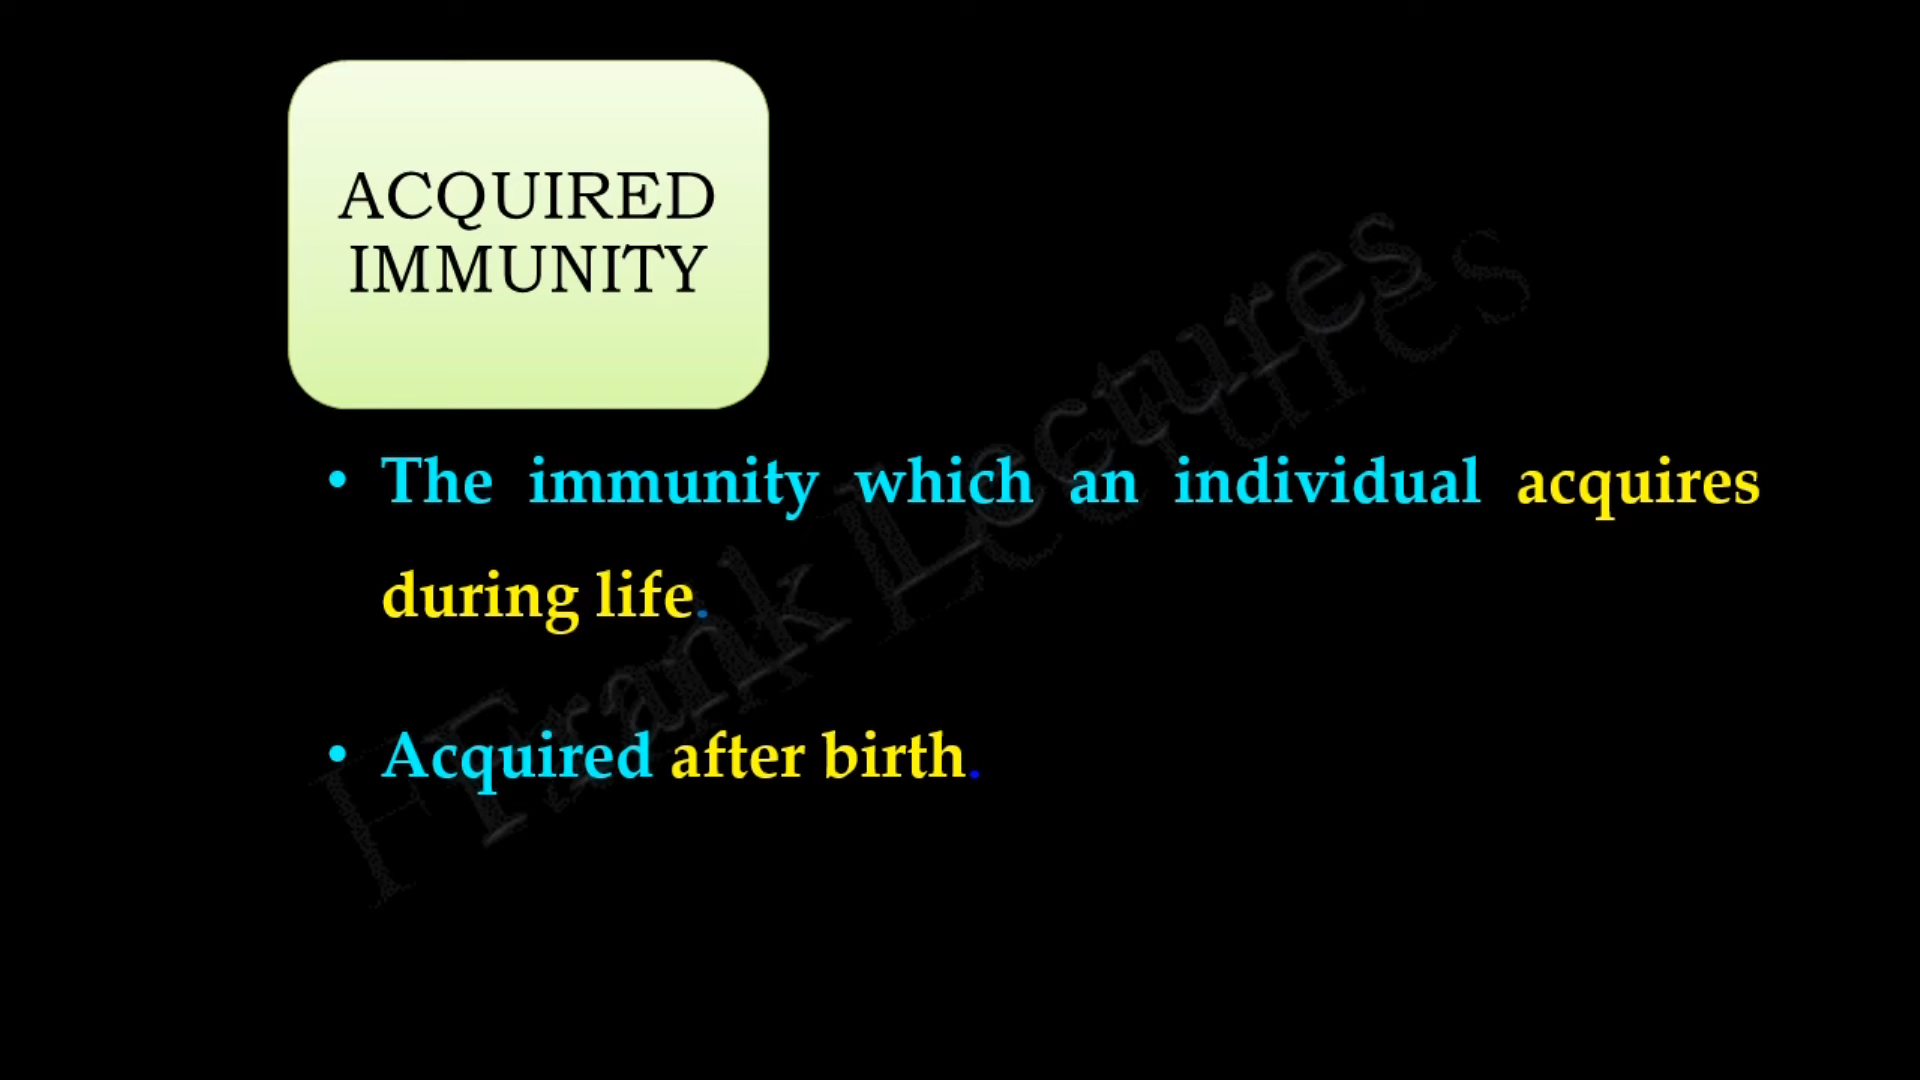 ACQUIRED
IMMUNITY
• The immunity which an individual acquires
during life.
• Acquired after birth.
Frank Lectures